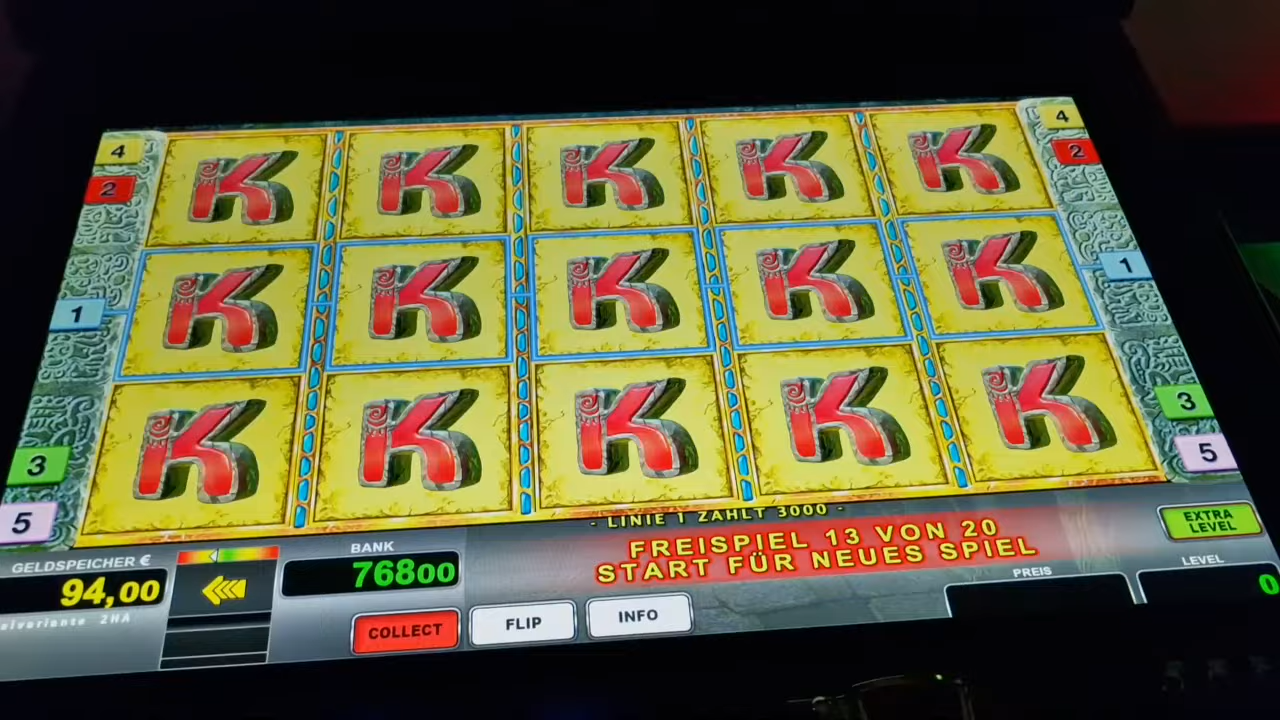 4
4
2
2
K K K K K
1
1
K K K K K
3
3
5
5
K K K K K
- LINIE 1 ZAHLT 3000 -
FREISPIEL 13 VON 20
START FÜR NEUES SPIEL
EXTRA
LEVEL
GELDSPEICHER €
94,00
BANK
76800
PREIS
LEVEL
0
2HA
COLLECT
FLIP
INFO